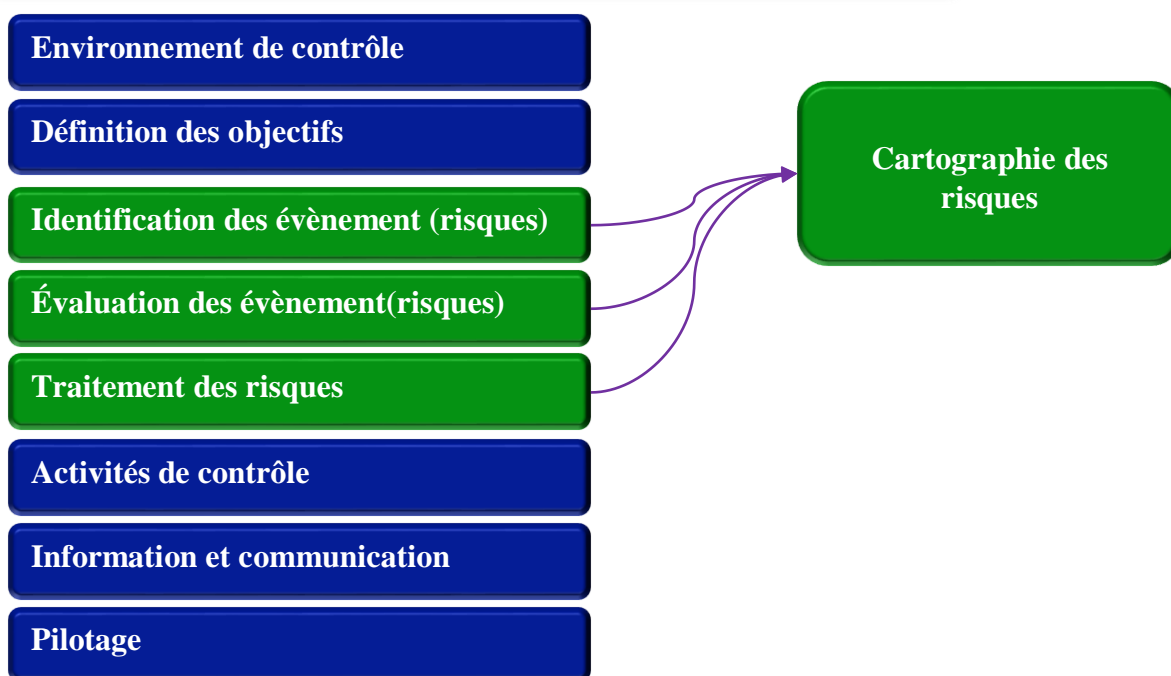 Environnement de contrôle
Définition des objectifs
Identification des évènement (risques)
Évaluation des évènement(risques)
Traitement des risques
Activités de contrôle
Information et communication
Pilotage
Cartographie des
risques